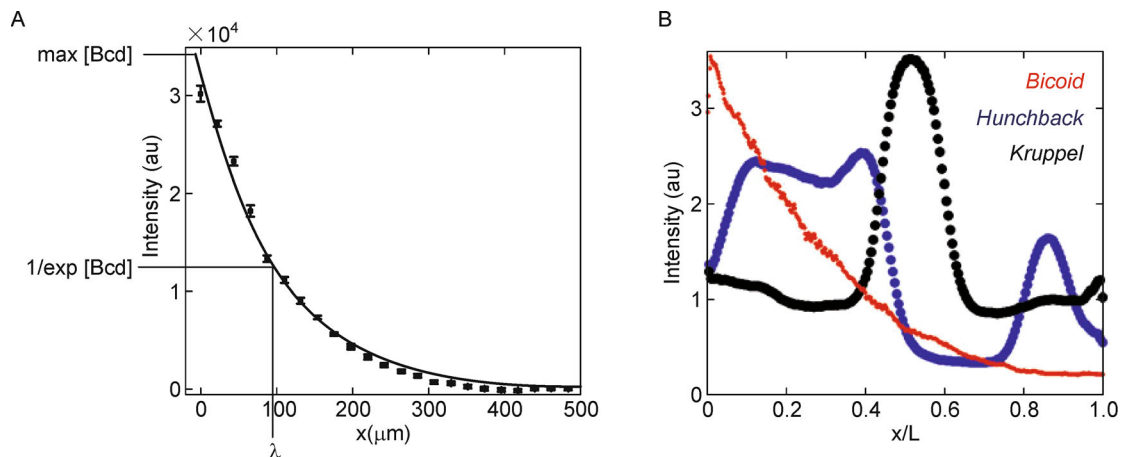 A
max [Bcd]
× 10⁴
3
2
1/exp [Bcd]
1
0
Intensity (au)
0 100 200 300 400 500
x(μm)
λ
B
Bicoid
Hunchback
Kruppel
3
2
1
0
Intensity (au)
0 0.2 0.4 0.6 0.8 1.0
x/L